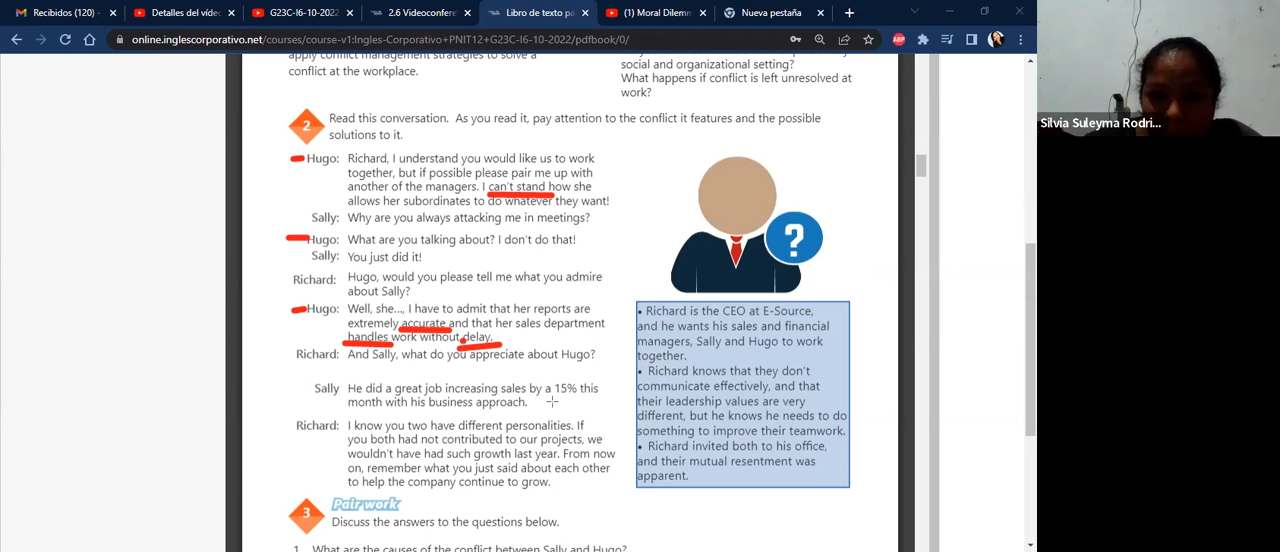 Recibidos (120) -
Detalles del víde
G23C-I6-10-2022
2.6 Videoconfere
Libro de texto pa
(1) Moral Dilemm
Nueva pestaña
online.inglescorporativo.net/courses/course-v1:Ingles-Corporativo+PNIT12+G23C-I6-10-2022/pdfbook/0/
ABP
apply conflict management strategies to solve a
conflict at the workplace.
social and organizational setting?
What happens if conflict is left unresolved at
work?
2
Read this conversation. As you read it, pay attention to the conflict it features and the possible
solutions to it.
Hugo: Richard, I understand you would like us to work
together, but if possible please pair me up with
another of the managers. I can't stand how she
allows her subordinates to do whatever they want!
Sally: Why are you always attacking me in meetings?
Hugo: What are you talking about? I don't do that!
Sally: You just did it!
Richard: Hugo, would you please tell me what you admire
about Sally?
Hugo: Well, she..., I have to admit that her reports are
extremely accurate and that her sales department
handles work without delay.
Richard: And Sally, what do you appreciate about Hugo?
Sally He did a great job increasing sales by a 15% this
month with his business approach.
Richard: I know you two have different personalities. If
you both had not contributed to our projects, we
wouldn't have had such growth last year. From now
on, remember what you just said about each other
to help the company continue to grow.
?
• Richard is the CEO at E-Source,
and he wants his sales and financial
managers, Sally and Hugo to work
together.
• Richard knows that they don't
communicate effectively, and that
their leadership values are very
different, but he knows he needs to do
something to improve their teamwork.
• Richard invited both to his office,
and their mutual resentment was
apparent.
3
Pair work
Discuss the answers to the questions below.
1. What are the causes of the conflict between Sally and Hugo?
Silvia Suleyma Rodri...